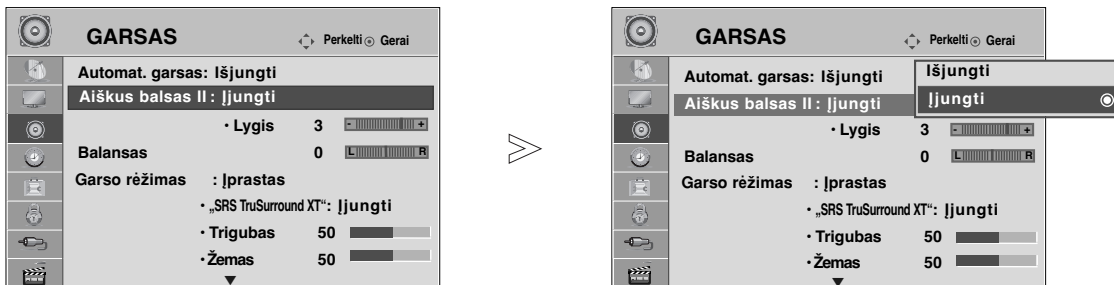 GARSAS Perkelti Gerai
Automat. garsas: Išjungti
Aiškus balsas II : Įjungti
• Lygis 3 - +
Balansas 0 L R
Garso rėžimas : Įprastas
• „SRS TruSurround XT“: Įjungti
• Trigubas 50
• Žemas 50
GARSAS Perkelti Gerai
Automat. garsas: Išjungti
Išjungti
Aiškus balsas II : Įjungti
Įjungti
• Lygis 3 - +
Balansas 0 L R
Garso rėžimas : Įprastas
• „SRS TruSurround XT“: Įjungti
• Trigubas 50
• Žemas 50